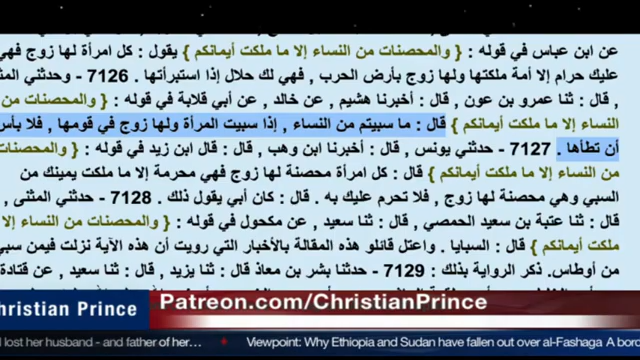 عن ابن عباس في قوله : { والمحصنات من النساء إلا ما ملكت أيمانكم } يقول : كل امرأة لها زوج فهي
عليك حرام إلا أمة ملكتها ولها زوج بأرض الحرب , فهي لك حلال إذا استبرأتها . 7126 - وحدثني المثنى
, قال : ثنا عمرو بن عون , قال : أخبرنا هشيم , عن خالد , عن أبي قلابة في قوله : { والمحصنات من
النساء إلا ما ملكت أيمانكم } قال : ما سبيتم من النساء , إذا سبيت المرأة ولها زوج في قومها , فلا بأس
أن تطأها . 7127 - حدثني يونس , قال : أخبرنا ابن وهب , قال : قال ابن زيد في قوله : { والمحصنات
من النساء إلا ما ملكت أيمانكم } قال : كل امرأة محصنة لها زوج فهي محرمة إلا ما ملكت يمينك من
السبي وهي محصنة لها زوج , فلا تحرم عليك به . قال : كان أبي يقول ذلك . 7128 - حدثني المثنى ,
قال : ثنا عتبة بن سعيد الحمصي , قال : ثنا سعيد , عن مكحول في قوله : { والمحصنات من النساء إلا
ملكت أيمانكم } قال : السبايا . واعتل قائلو هذه المقالة بالأخبار التي رويت أن هذه الآية نزلت فيمن سبي
من أوطاس . ذكر الرواية بذلك : 7129 - حدثنا بشر بن معاذ قال : ثنا يزيد , قال : ثنا سعيد , عن قتادة
Christian Prince
Patreon.com/ChristianPrince
lost her husband - and father of her...
Viewpoint: Why Ethiopia and Sudan have fallen out over al-Fashaga A bord